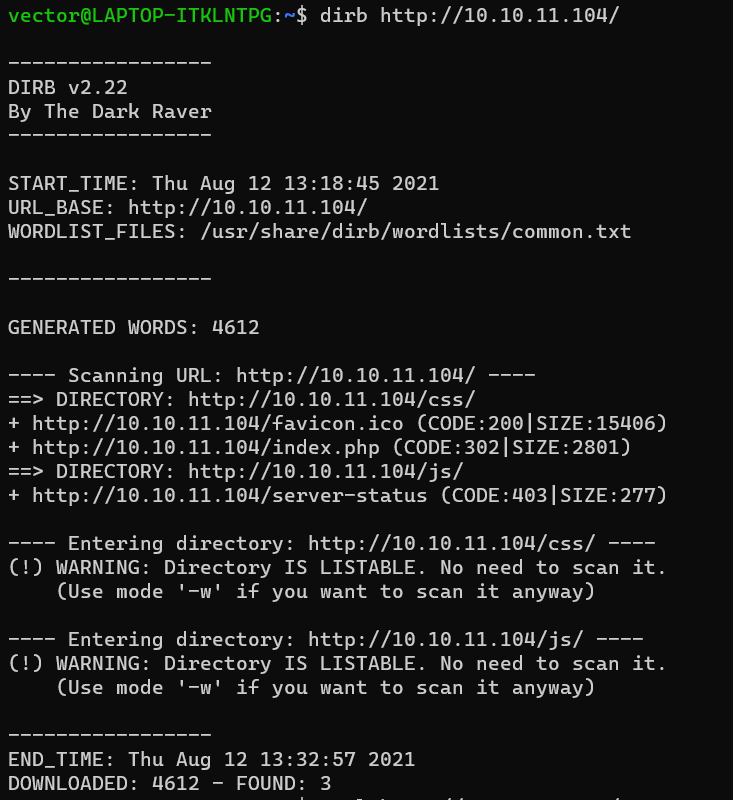 vector@LAPTOP-ITKLNTPG:~$ dirb http://10.10.11.104/
-----------------
DIRB v2.22
By The Dark Raver
-----------------
START_TIME: Thu Aug 12 13:18:45 2021
URL_BASE: http://10.10.11.104/
WORDLIST_FILES: /usr/share/dirb/wordlists/common.txt
-----------------
GENERATED WORDS: 4612
---- Scanning URL: http://10.10.11.104/ ----
==> DIRECTORY: http://10.10.11.104/css/
+ http://10.10.11.104/favicon.ico (CODE:200|SIZE:15406)
+ http://10.10.11.104/index.php (CODE:302|SIZE:2801)
==> DIRECTORY: http://10.10.11.104/js/
+ http://10.10.11.104/server-status (CODE:403|SIZE:277)
---- Entering directory: http://10.10.11.104/css/ ----
(!) WARNING: Directory IS LISTABLE. No need to scan it.
    (Use mode '-w' if you want to scan it anyway)
---- Entering directory: http://10.10.11.104/js/ ----
(!) WARNING: Directory IS LISTABLE. No need to scan it.
    (Use mode '-w' if you want to scan it anyway)
-----------------
END_TIME: Thu Aug 12 13:32:57 2021
DOWNLOADED: 4612 - FOUND: 3